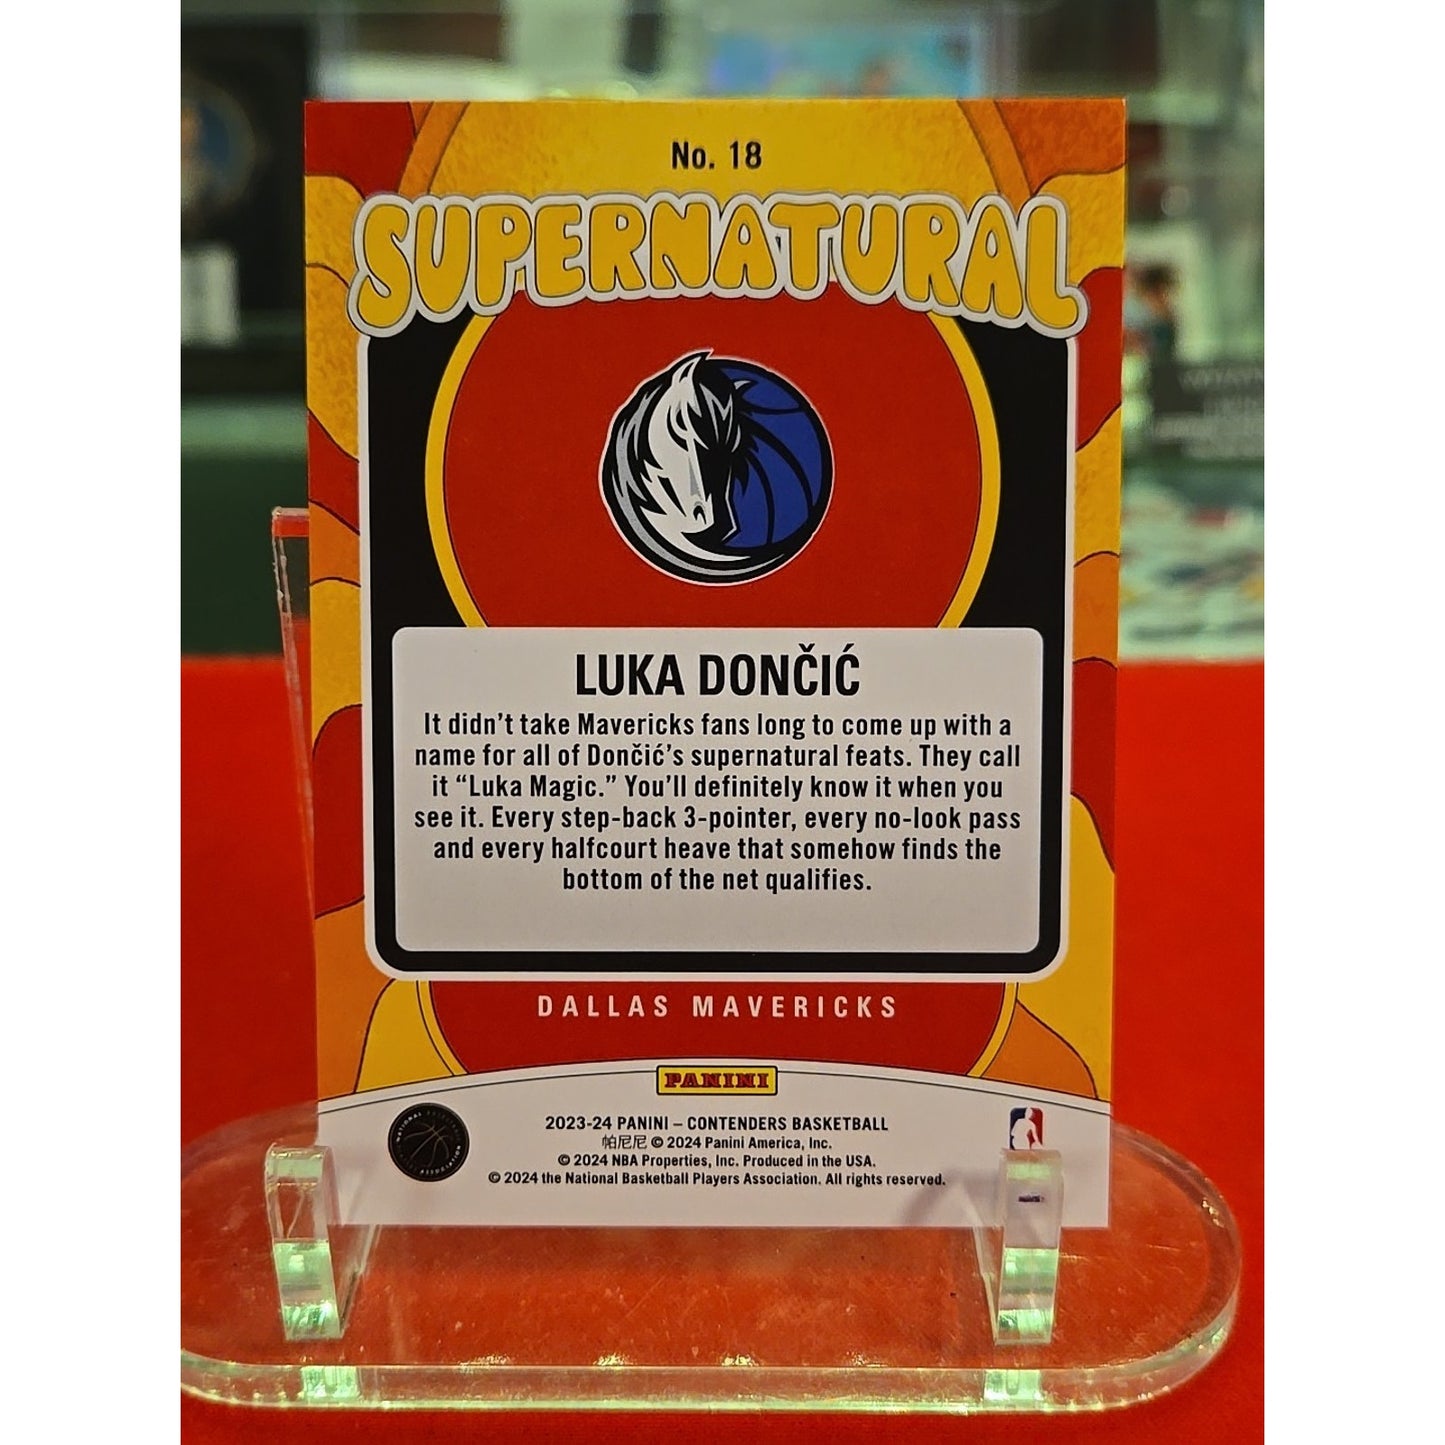 No. 18
SUPERNATURAL
LUKA DONČIĆ
It didn't take Mavericks fans long to come up with a
name for all of Dončić's supernatural feats. They call
it “Luka Magic.” You'll definitely know it when you
see it. Every step-back 3-pointer, every no-look pass
and every halfcourt heave that somehow finds the
bottom of the net qualifies.
DALLAS MAVERICKS
PANINI
2023-24 PANINI – CONTENDERS BASKETBALL
帕尼尼 © 2024 Panini America, Inc.
© 2024 NBA Properties, Inc. Produced in the USA.
© 2024 the National Basketball Players Association. All rights reserved.